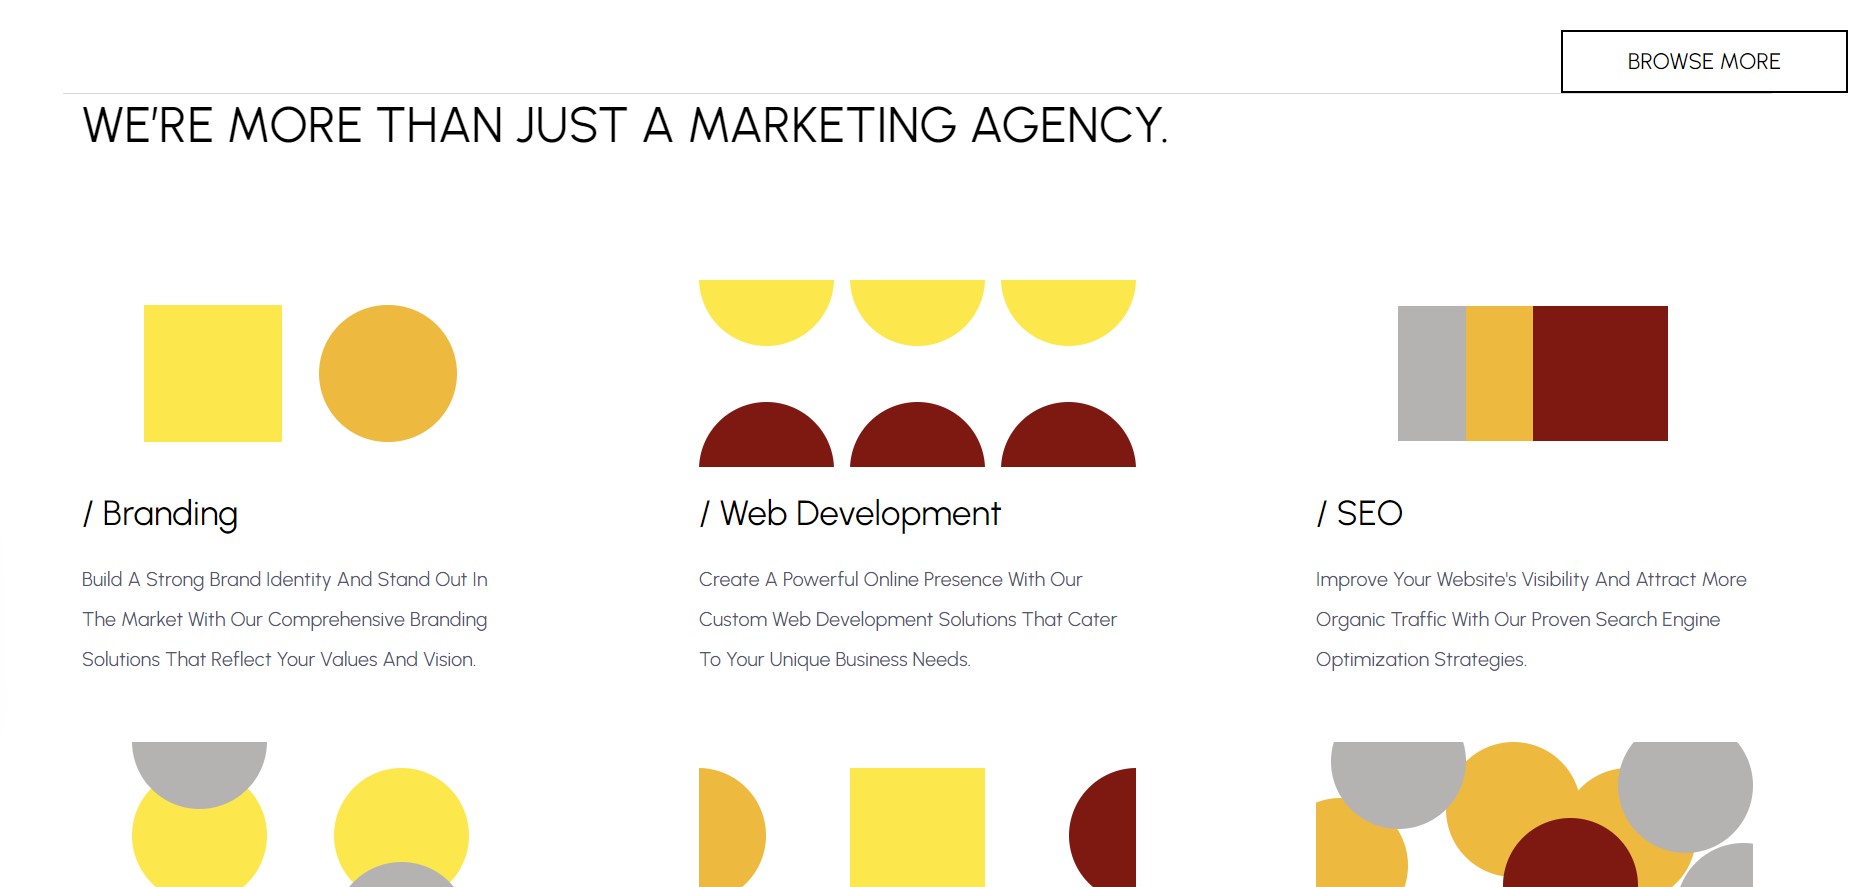 BROWSE MORE
WE'RE MORE THAN JUST A MARKETING AGENCY.
/ Branding
Build A Strong Brand Identity And Stand Out In
The Market With Our Comprehensive Branding
Solutions That Reflect Your Values And Vision.
/ Web Development
Create A Powerful Online Presence With Our
Custom Web Development Solutions That Cater
To Your Unique Business Needs.
/ SEO
Improve Your Website's Visibility And Attract More
Organic Traffic With Our Proven Search Engine
Optimization Strategies.